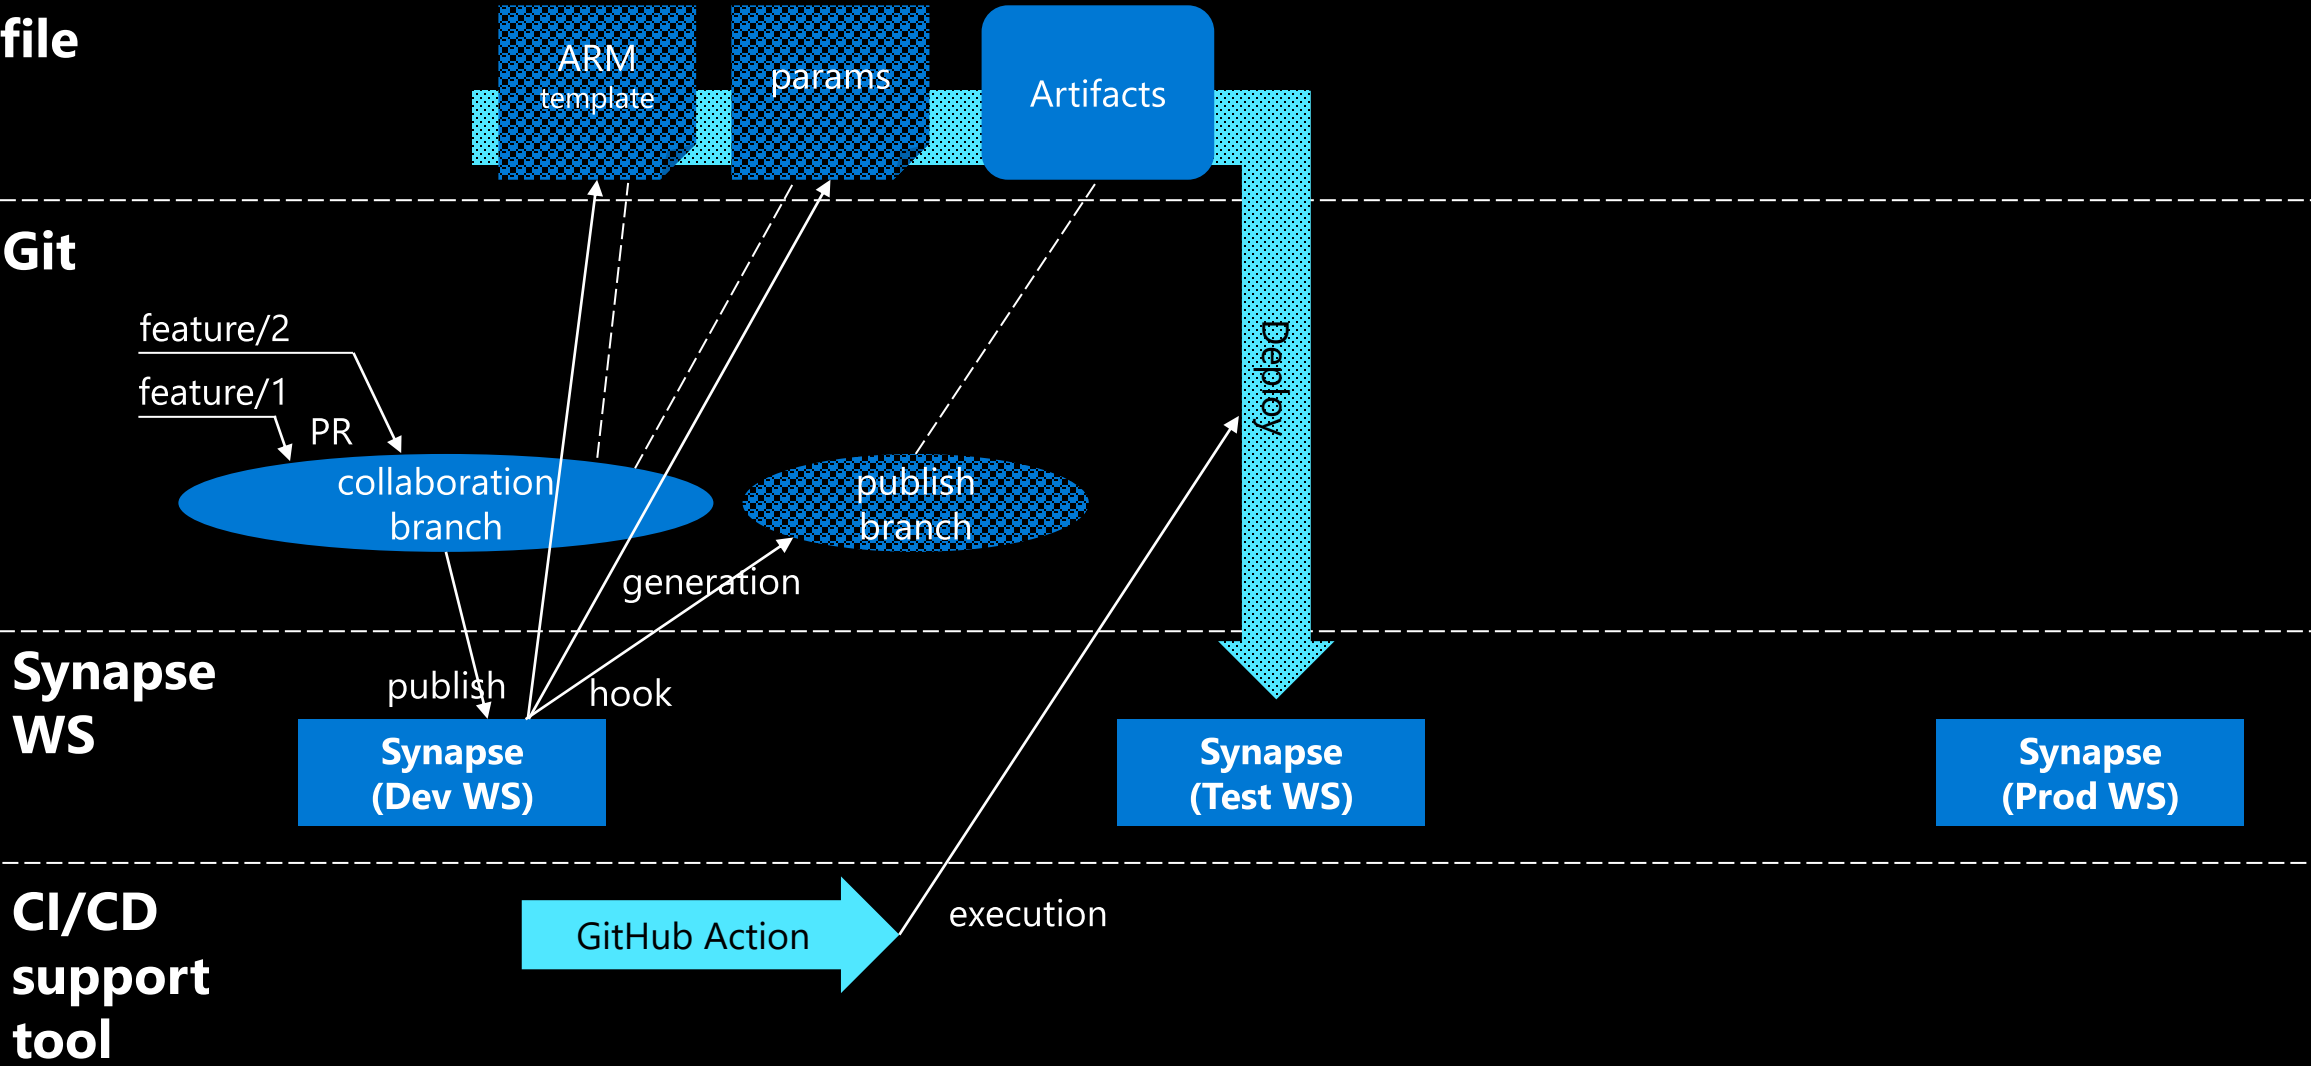 file
ARM
template
params
Artifacts
Git
feature/2
feature/1
PR
collaboration
branch
publish
branch
generation
Deploy
Synapse
WS
publish
hook
Synapse
(Dev WS)
Synapse
(Test WS)
Synapse
(Prod WS)
CI/CD
support
tool
GitHub Action
execution